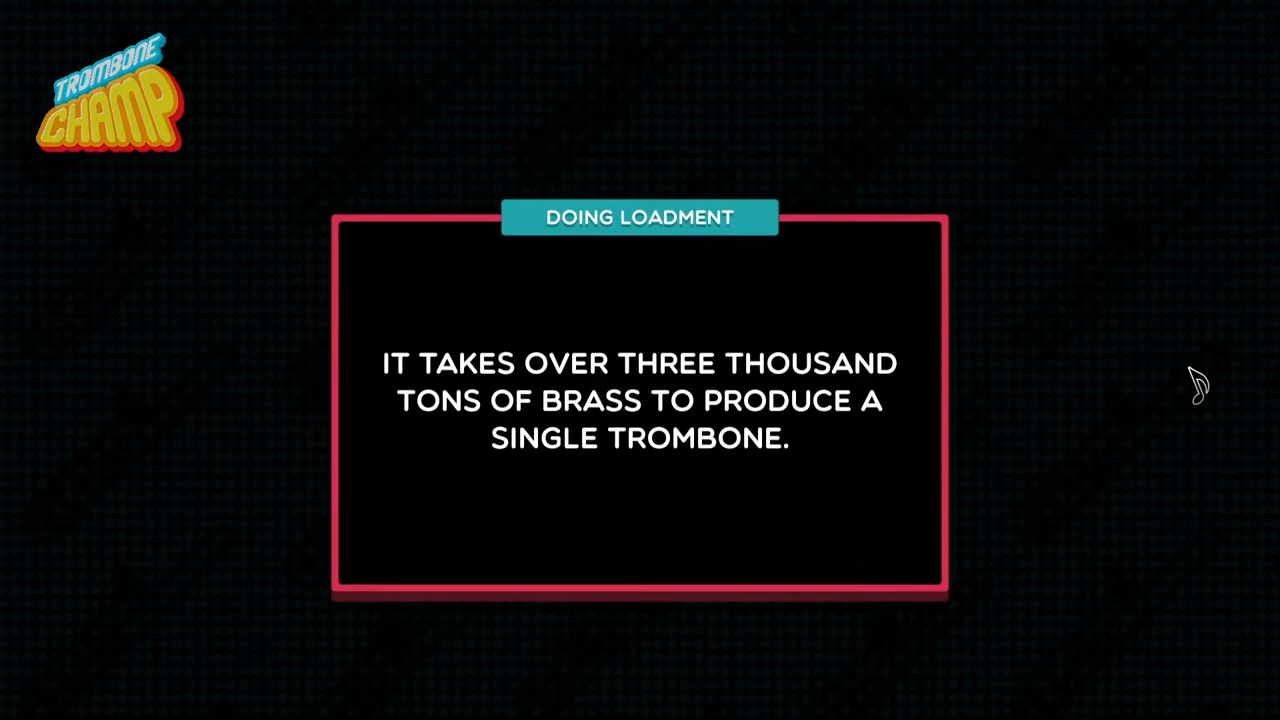 TROMBONE
CHAMP
DOING LOADMENT
IT TAKES OVER THREE THOUSAND
TONS OF BRASS TO PRODUCE A
SINGLE TROMBONE.